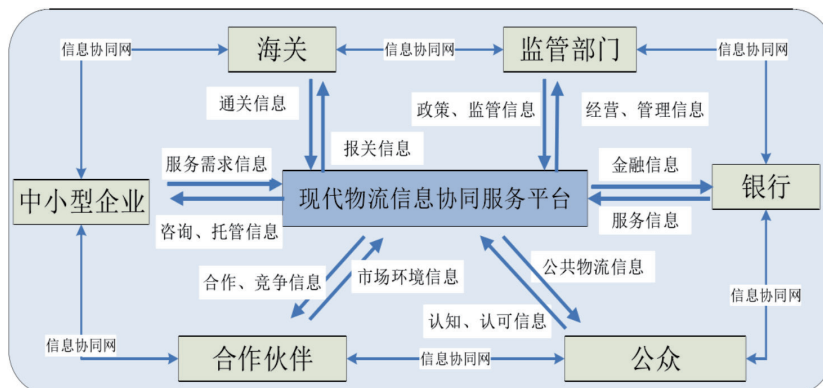 信息协同网
海关
信息协同网
监管部门
信息协同网
通关信息
政策、监管信息
经营、管理信息
报关信息
服务需求信息
金融信息
中小型企业
现代物流信息协同服务平台
银行
咨询、托管信息
服务信息
合作、竞争信息
市场环境信息
公共物流信息
信息协同网
认知、认可信息
信息协同网
合作伙伴
信息协同网
公众